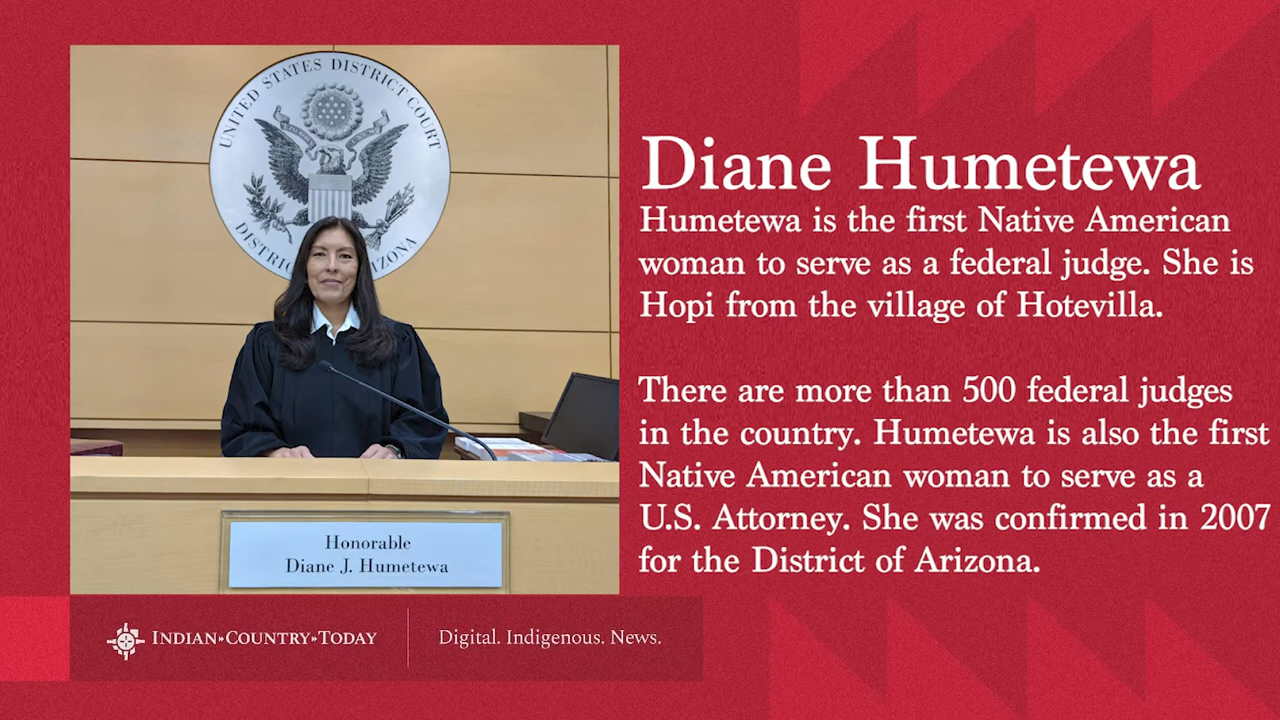 UNITED STATES DISTRICT COURT
DISTRIC
IZONA
Honorable
Diane J. Humetewa
Diane Humetewa
Humetewa is the first Native American
woman to serve as a federal judge. She is
Hopi from the village of Hotevilla.
There are more than 500 federal judges
in the country. Humetewa is also the first
Native American woman to serve as a
U.S. Attorney. She was confirmed in 2007
for the District of Arizona.
INDIAN COUNTRY TODAY
Digital. Indigenous. News.